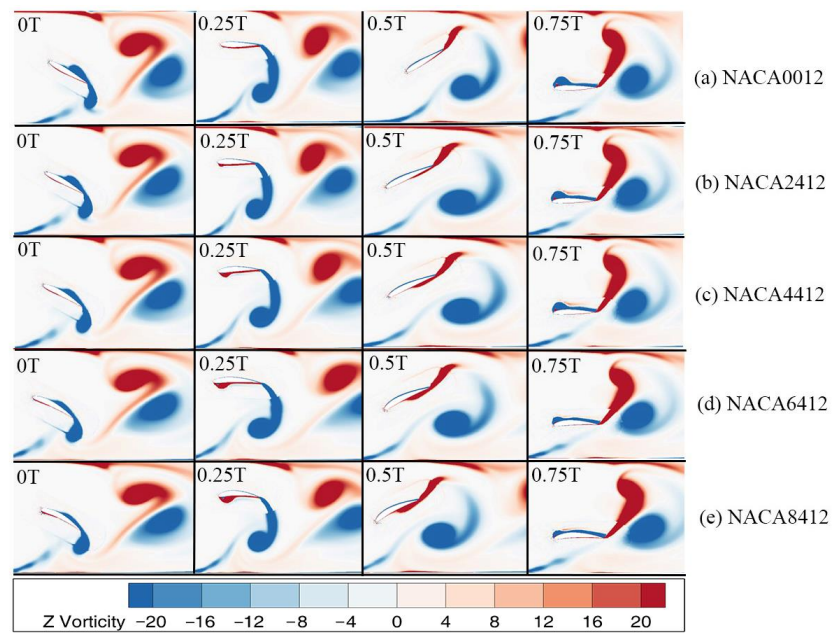 0T 0.25T 0.5T 0.75T (a) NACA0012
0T 0.25T 0.5T 0.75T (b) NACA2412
0T 0.25T 0.5T 0.75T (c) NACA4412
0T 0.25T 0.5T 0.75T (d) NACA6412
0T 0.25T 0.5T 0.75T (e) NACA8412
Z Vorticity −20 −16 −12 −8 −4 0 4 8 12 16 20